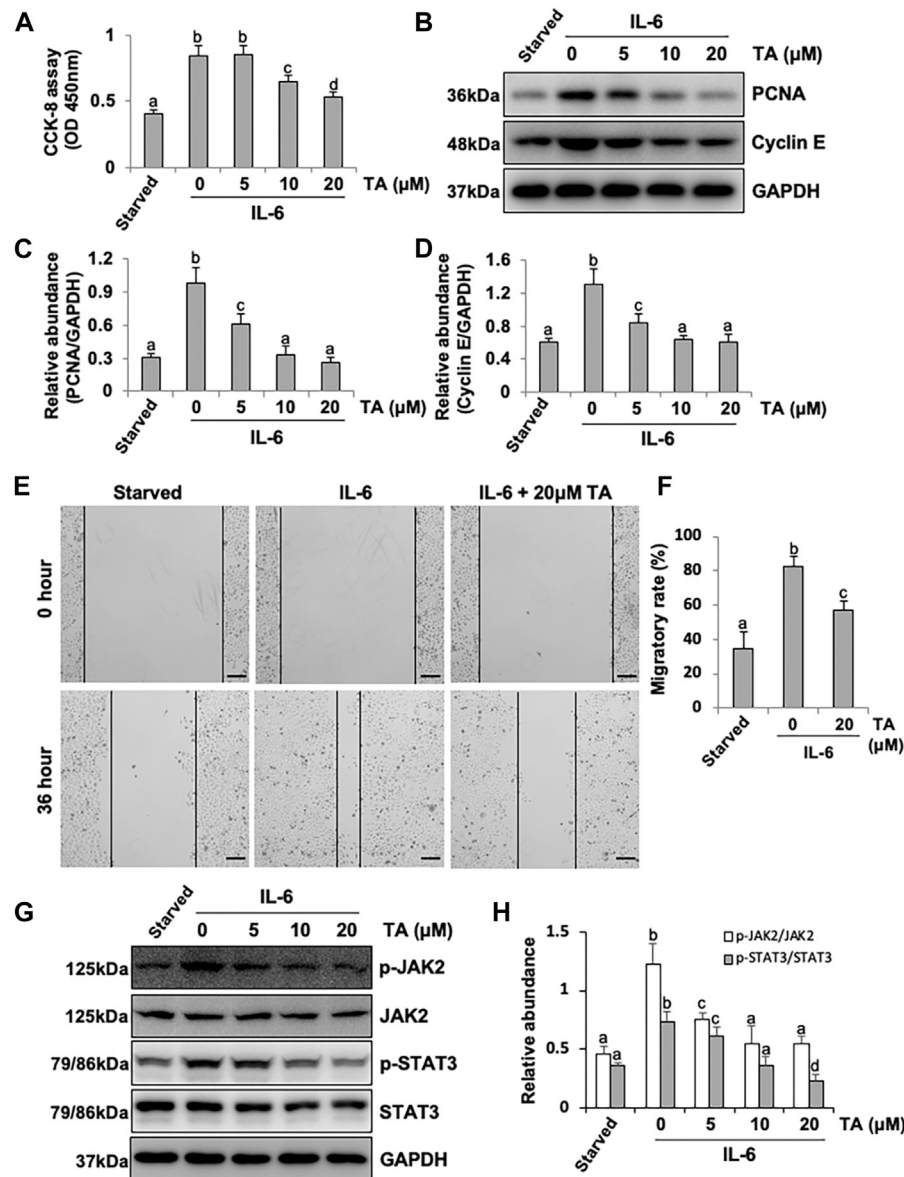 A
CCK-8 assay
(OD 450nm)
1
0.5
0
a
b
b
c
d
Starved
0 5 10 20 TA (µM)
IL-6
B
Starved
IL-6
0 5 10 20 TA (µM)
36kDa PCNA
48kDa Cyclin E
37kDa GAPDH
C
Relative abundance
(PCNA/GAPDH)
1.2
0.9
0.6
0.3
0
a
b
c
a
a
Starved
0 5 10 20 TA (µM)
IL-6
D
Relative abundance
(Cyclin E/GAPDH)
1.6
1.2
0.8
0.4
0
a
b
c
a
a
Starved
0 5 10 20 TA (µM)
IL-6
E
Starved IL-6 IL-6 + 20µM TA
0 hour
36 hour
F
Migratory rate (%)
100
80
60
40
20
0
a
b
c
Starved
0 20 TA
(µM)
IL-6
G
Starved
IL-6
0 5 10 20 TA (µM)
125kDa p-JAK2
125kDa JAK2
79/86kDa p-STAT3
79/86kDa STAT3
37kDa GAPDH
H
Relative abundance
1.5
1
0.5
0
p-JAK2/JAK2
p-STAT3/STAT3
a a
b b
c c
a a
a d
Starved
0 5 10 20 TA (µM)
IL-6